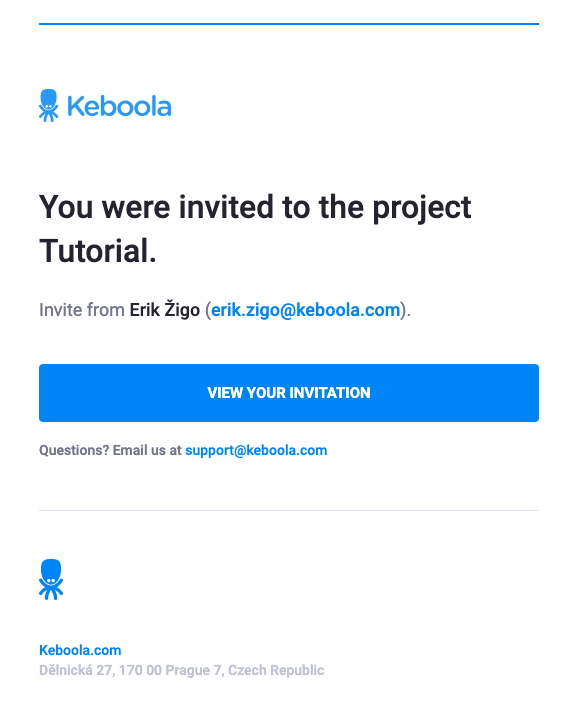 Keboola
You were invited to the project
Tutorial.
Invite from Erik Žigo (erik.zigo@keboola.com).
VIEW YOUR INVITATION
Questions? Email us at support@keboola.com
Keboola.com
Dělnická 27, 170 00 Prague 7, Czech Republic